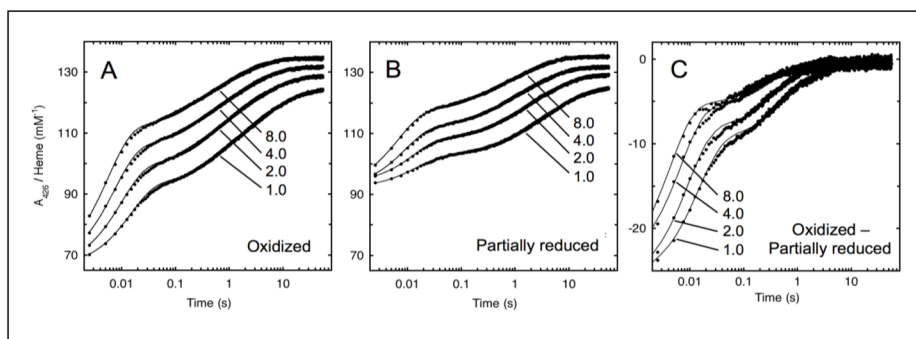 A
B
C
A426 / Heme (mM-1)
130
110
90
70
8.0
4.0
2.0
1.0
Oxidized
0.01 0.1 1 10
Time (s)
130
110
90
70
8.0
4.0
2.0
1.0
Partially reduced
0.01 0.1 1 10
Time (s)
0
-10
-20
8.0
4.0
2.0
1.0
Oxidized –
Partially reduced
0.01 0.1 1 10
Time (s)